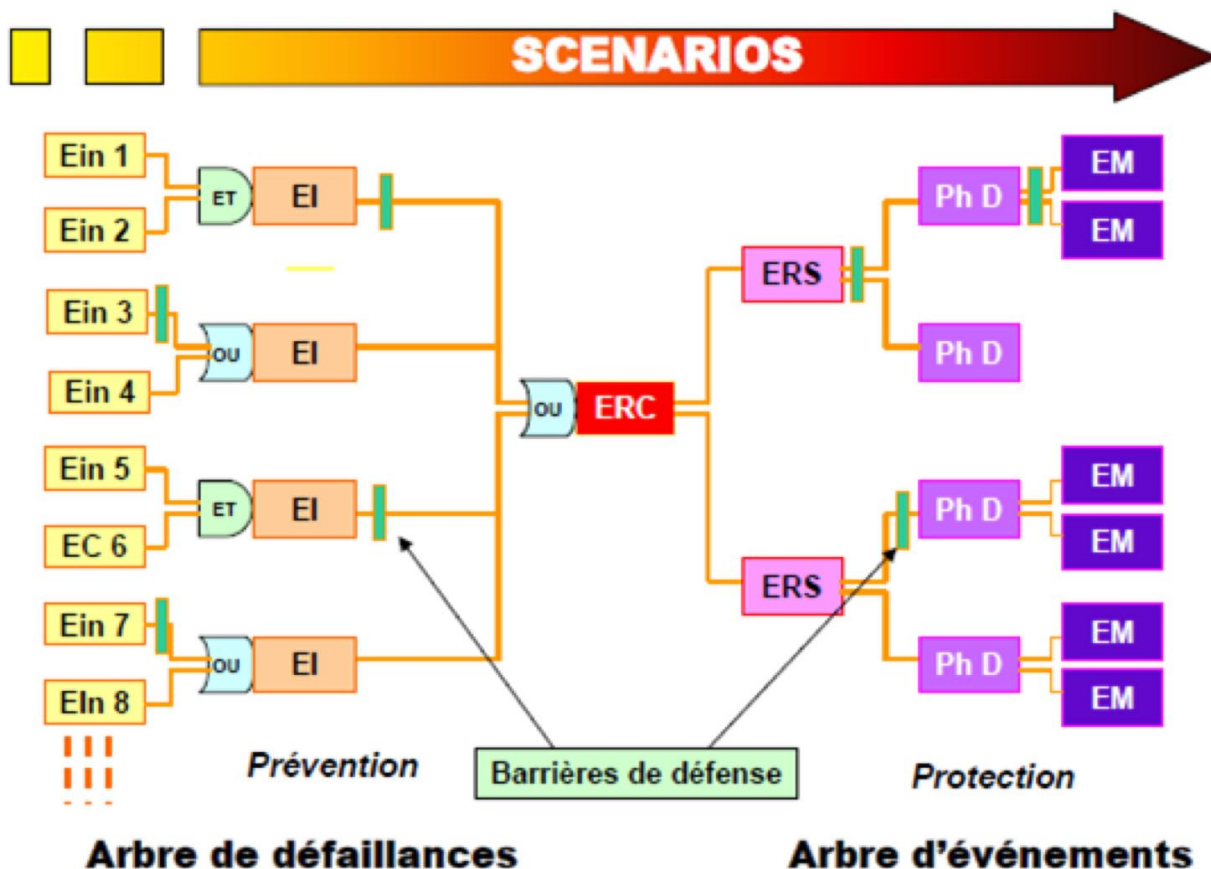 SCENARIOS
Ein 1
Ein 2
ET
EI
Ein 3
Ein 4
OU
EI
Ein 5
EC 6
ET
EI
Ein 7
EIn 8
OU
EI
OU
ERC
ERS
ERS
Ph D
EM
EM
Ph D
Ph D
EM
EM
Ph D
EM
EM
Prévention
Barrières de défense
Protection
Arbre de défaillances
Arbre d’événements